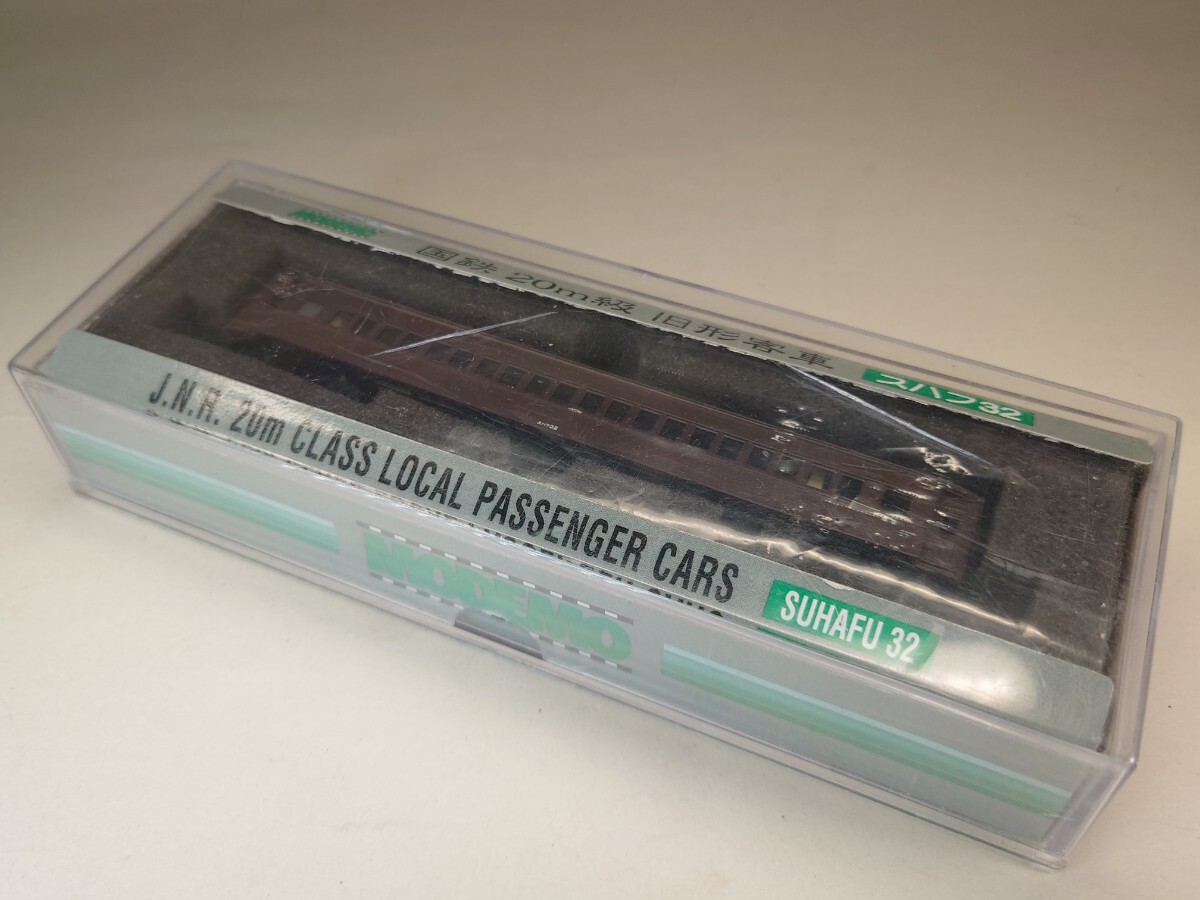 MODEMO
国鉄 20m級 旧形客車
スハフ32
J.N.R. 20m CLASS LOCAL PASSENGER CARS
SUHAFU 32
MODEMO